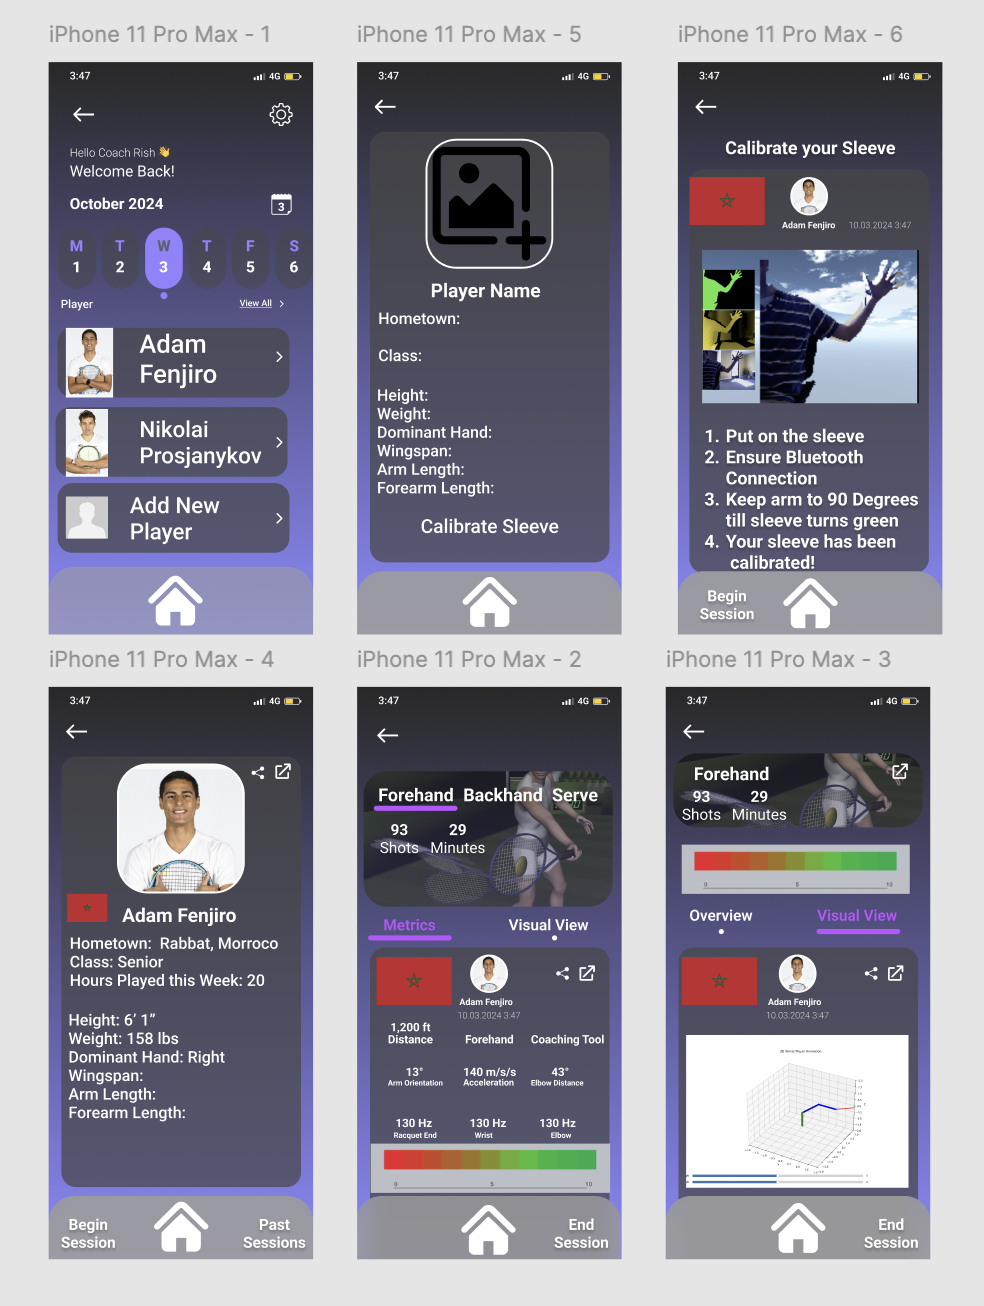 iPhone 11 Pro Max - 1
3:47
4G
Hello Coach Rish 👋
Welcome Back!
October 2024
3
M T W T F S
1 2 3 4 5 6
Player
View All
Adam
Fenjiro
Nikolai
Prosjanykov
Add New
Player
iPhone 11 Pro Max - 5
3:47
4G
Player Name
Hometown:
Class:
Height:
Weight:
Dominant Hand:
Wingspan:
Arm Length:
Forearm Length:
Calibrate Sleeve
iPhone 11 Pro Max - 6
3:47
4G
Calibrate your Sleeve
Adam Fenjiro
10.03.2024 3:47
1. Put on the sleeve
2. Ensure Bluetooth
Connection
3. Keep arm to 90 Degrees
till sleeve turns green
4. Your sleeve has been
calibrated!
Begin
Session
iPhone 11 Pro Max - 4
3:47
4G
Adam Fenjiro
Hometown: Rabbat, Morroco
Class: Senior
Hours Played this Week: 20
Height: 6’ 1”
Weight: 158 lbs
Dominant Hand: Right
Wingspan:
Arm Length:
Forearm Length:
Begin
Session
Past
Sessions
iPhone 11 Pro Max - 2
3:47
4G
Forehand Backhand Serve
93 29
Shots Minutes
Metrics
Visual View
Adam Fenjiro
10.03.2024 3:47
1,200 ft
Distance
Forehand
Coaching Tool
13°
Arm Orientation
140 m/s/s
Acceleration
43°
Elbow Distance
130 Hz
Racquet End
130 Hz
Wrist
130 Hz
Elbow
0 5 10
End
Session
iPhone 11 Pro Max - 3
3:47
4G
Forehand
93 29
Shots Minutes
0 5 10
Overview
Visual View
Adam Fenjiro
10.03.2024 3:47
End
Session